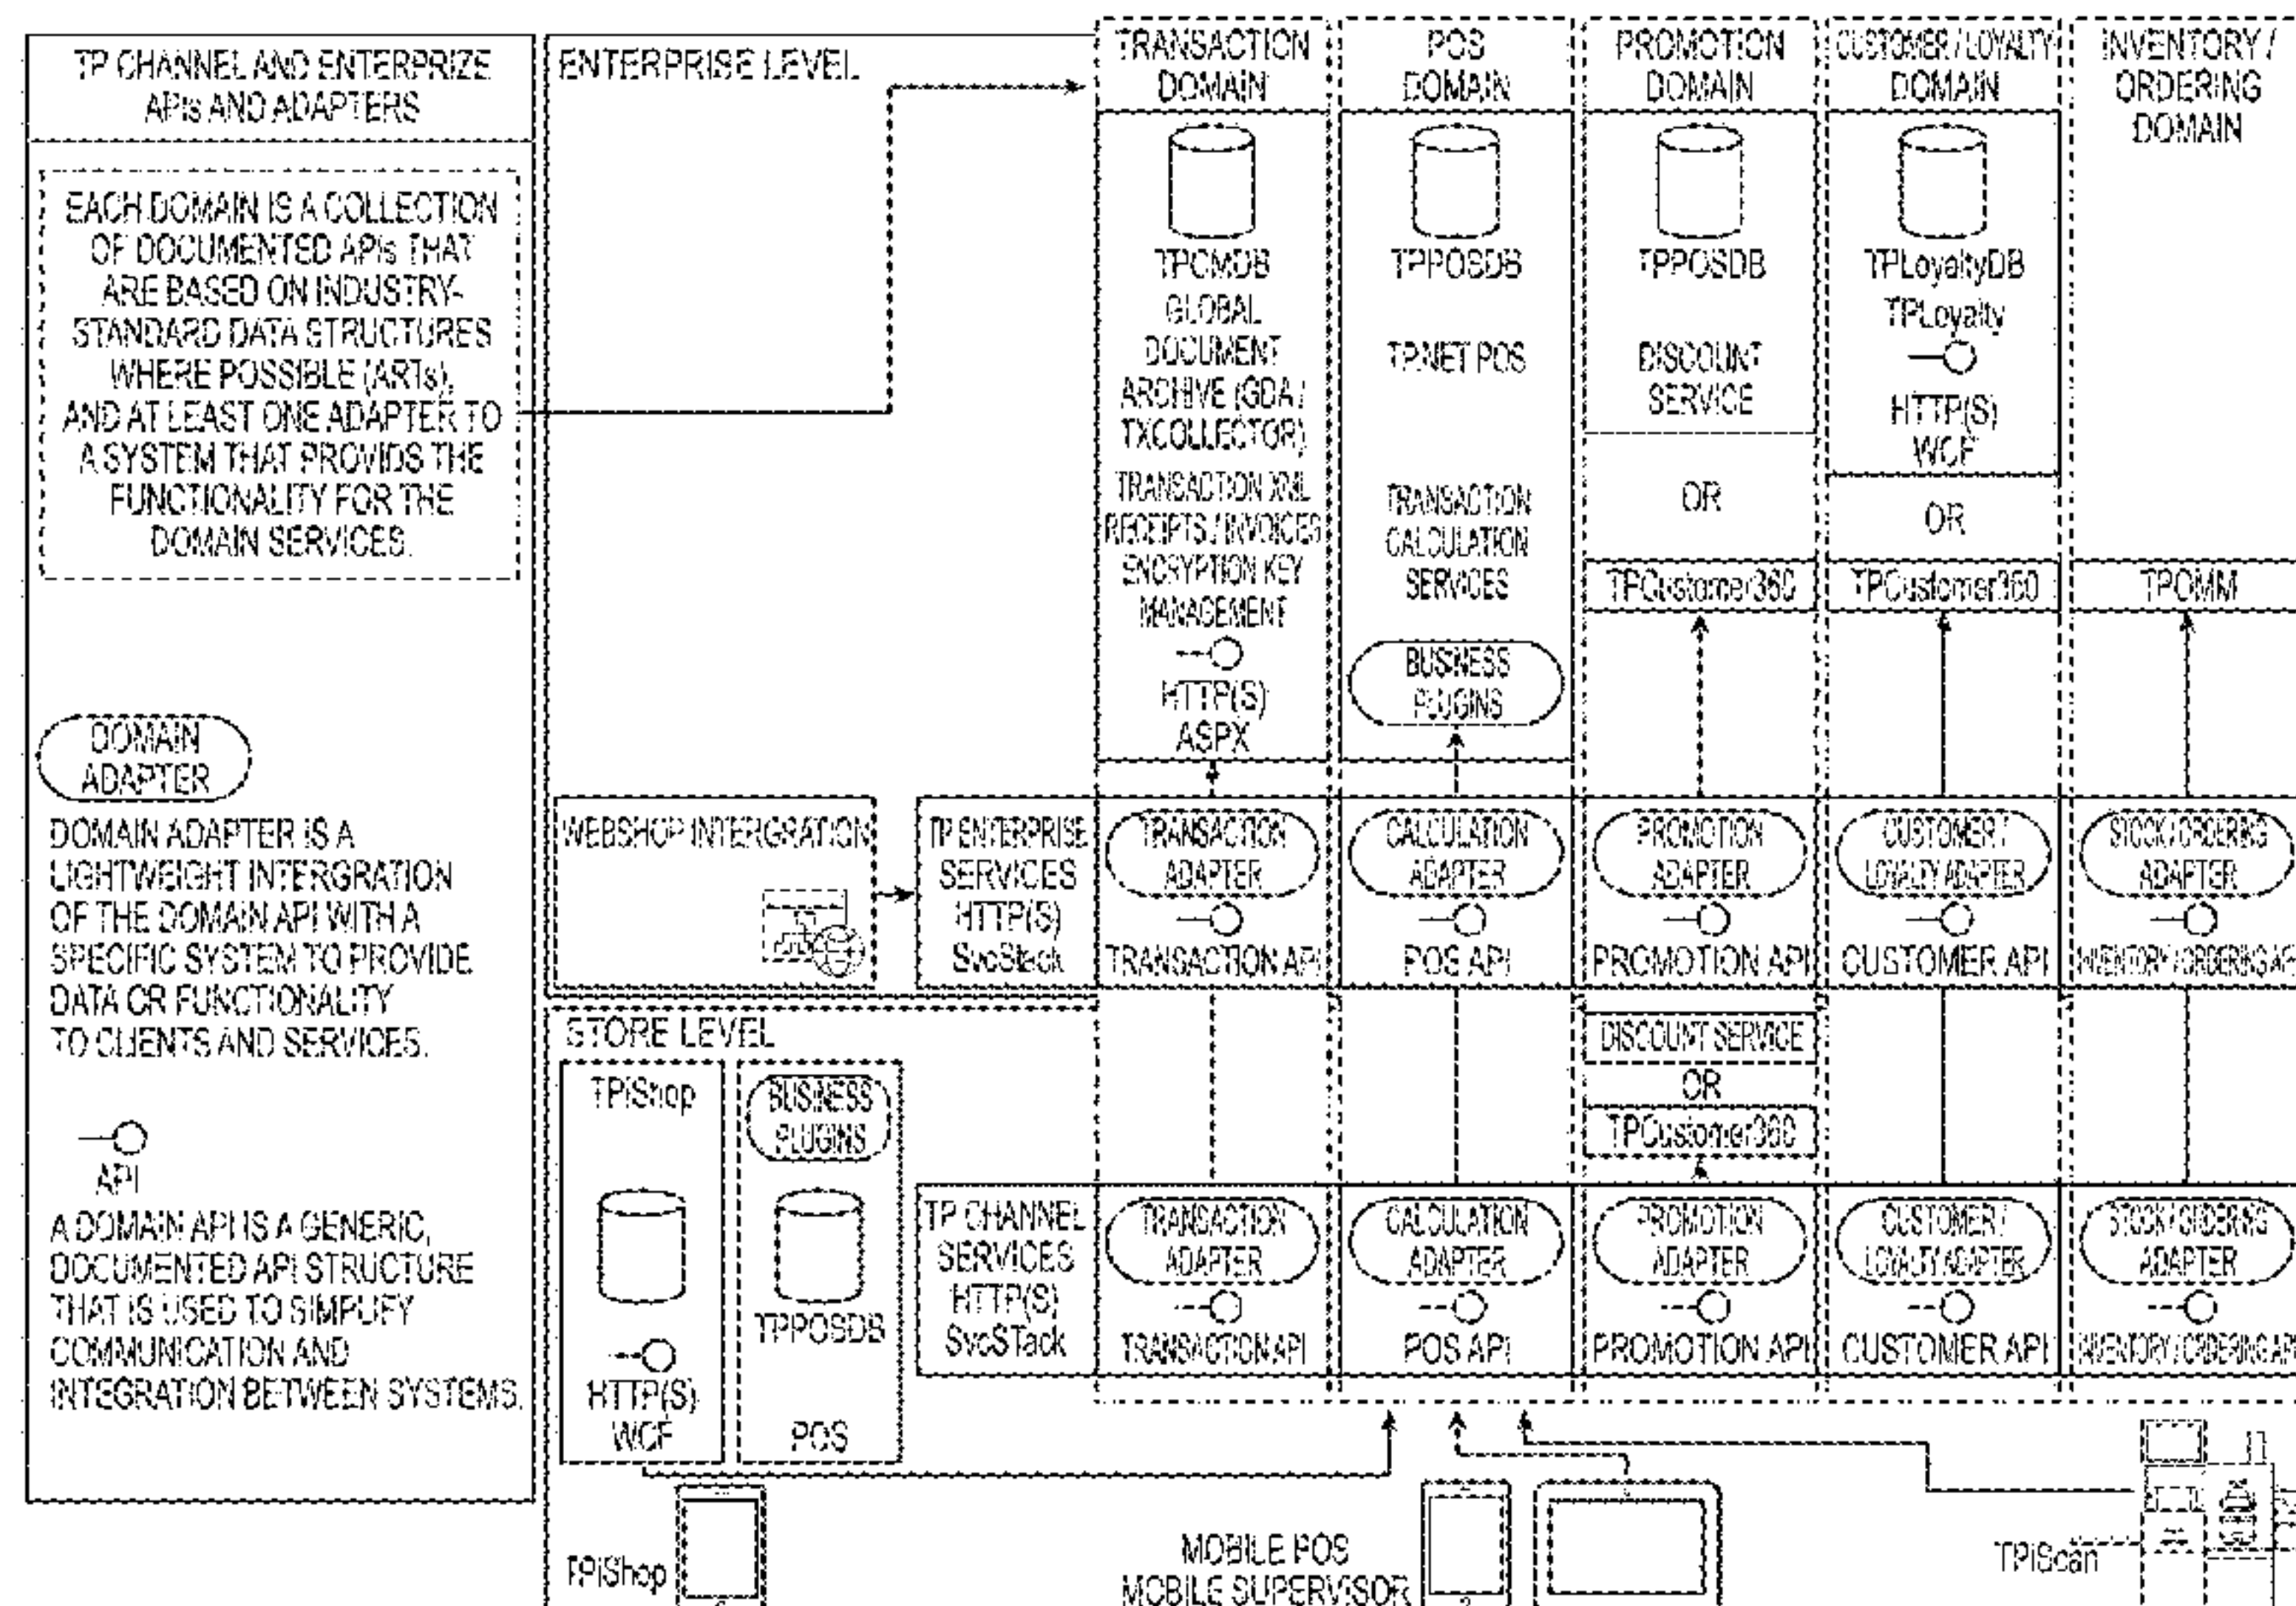 TP CHANNEL AND ENTERPRIZE
APIs AND ADAPTERS
EACH DOMAIN IS A COLLECTION
OF DOCUMENTED APIs THAT
ARE BASED ON INDUSTRY-
STANDARD DATA STRUCTURES
WHERE POSSIBLE (ARTs),
AND AT LEAST ONE ADAPTER TO
A SYSTEM THAT PROVIDS THE
FUNCTIONALITY FOR THE
DOMAIN SERVICES.
DOMAIN
ADAPTER
DOMAIN ADAPTER IS A
LIGHTWEIGHT INTERGRATION
OF THE DOMAIN API WITH A
SPECIFIC SYSTEM TO PROVIDE
DATA OR FUNCTIONALITY
TO CLIENTS AND SERVICES.
API
A DOMAIN API IS A GENERIC,
DOCUMENTED API STRUCTURE
THAT IS USED TO SIMPLIFY
COMMUNICATION AND
INTEGRATION BETWEEN SYSTEMS.
ENTERPRISE LEVEL
TRANSACTION
DOMAIN
TPCMDB
GLOBAL
DOCUMENT
ARCHIVE (GDA /
TXCOLLECTOR)
TRANSACTION XML
RECEIPTS / INVOICES
ENCRYPTION KEY
MANAGEMENT
HTTP(S)
ASPX
POS
DOMAIN
TPPOSDB
TP.NET POS
TRANSACTION
CALCULATION
SERVICES
BUSINESS
PLUGINS
PROMOTION
DOMAIN
TPPOSDB
DISCOUNT
SERVICE
OR
TPCustomer360
CUSTOMER / LOYALTY
DOMAIN
TPLoyaltyDB
TPLoyalty
HTTP(S)
WCF
OR
TPCustomer360
INVENTORY /
ORDERING
DOMAIN
TPOMM
WEBSHOP INTERGRATION
TP ENTERPRISE
SERVICES
HTTP(S)
SvcStack
TRANSACTION
ADAPTER
TRANSACTION API
CALCULATION
ADAPTER
POS API
PROMOTION
ADAPTER
PROMOTION API
CUSTOMER /
LOYALTY ADAPTER
CUSTOMER API
STOCK / ORDERING
ADAPTER
INVENTORY / ORDERING API
STORE LEVEL
TPiShop
HTTP(S)
WCF
BUSINESS
PLUGINS
TPPOSDB
POS
DISCOUNT SERVICE
OR
TPCustomer360
TP CHANNEL
SERVICES
HTTP(S)
SvcSTack
TRANSACTION
ADAPTER
TRANSACTION API
CALCULATION
ADAPTER
POS API
PROMOTION
ADAPTER
PROMOTION API
CUSTOMER /
LOYALTY ADAPTER
CUSTOMER API
STOCK / ORDERING
ADAPTER
INVENTORY / ORDERING API
TPiShop
MOBILE POS
MOBILE SUPERVISOR
TPiScan